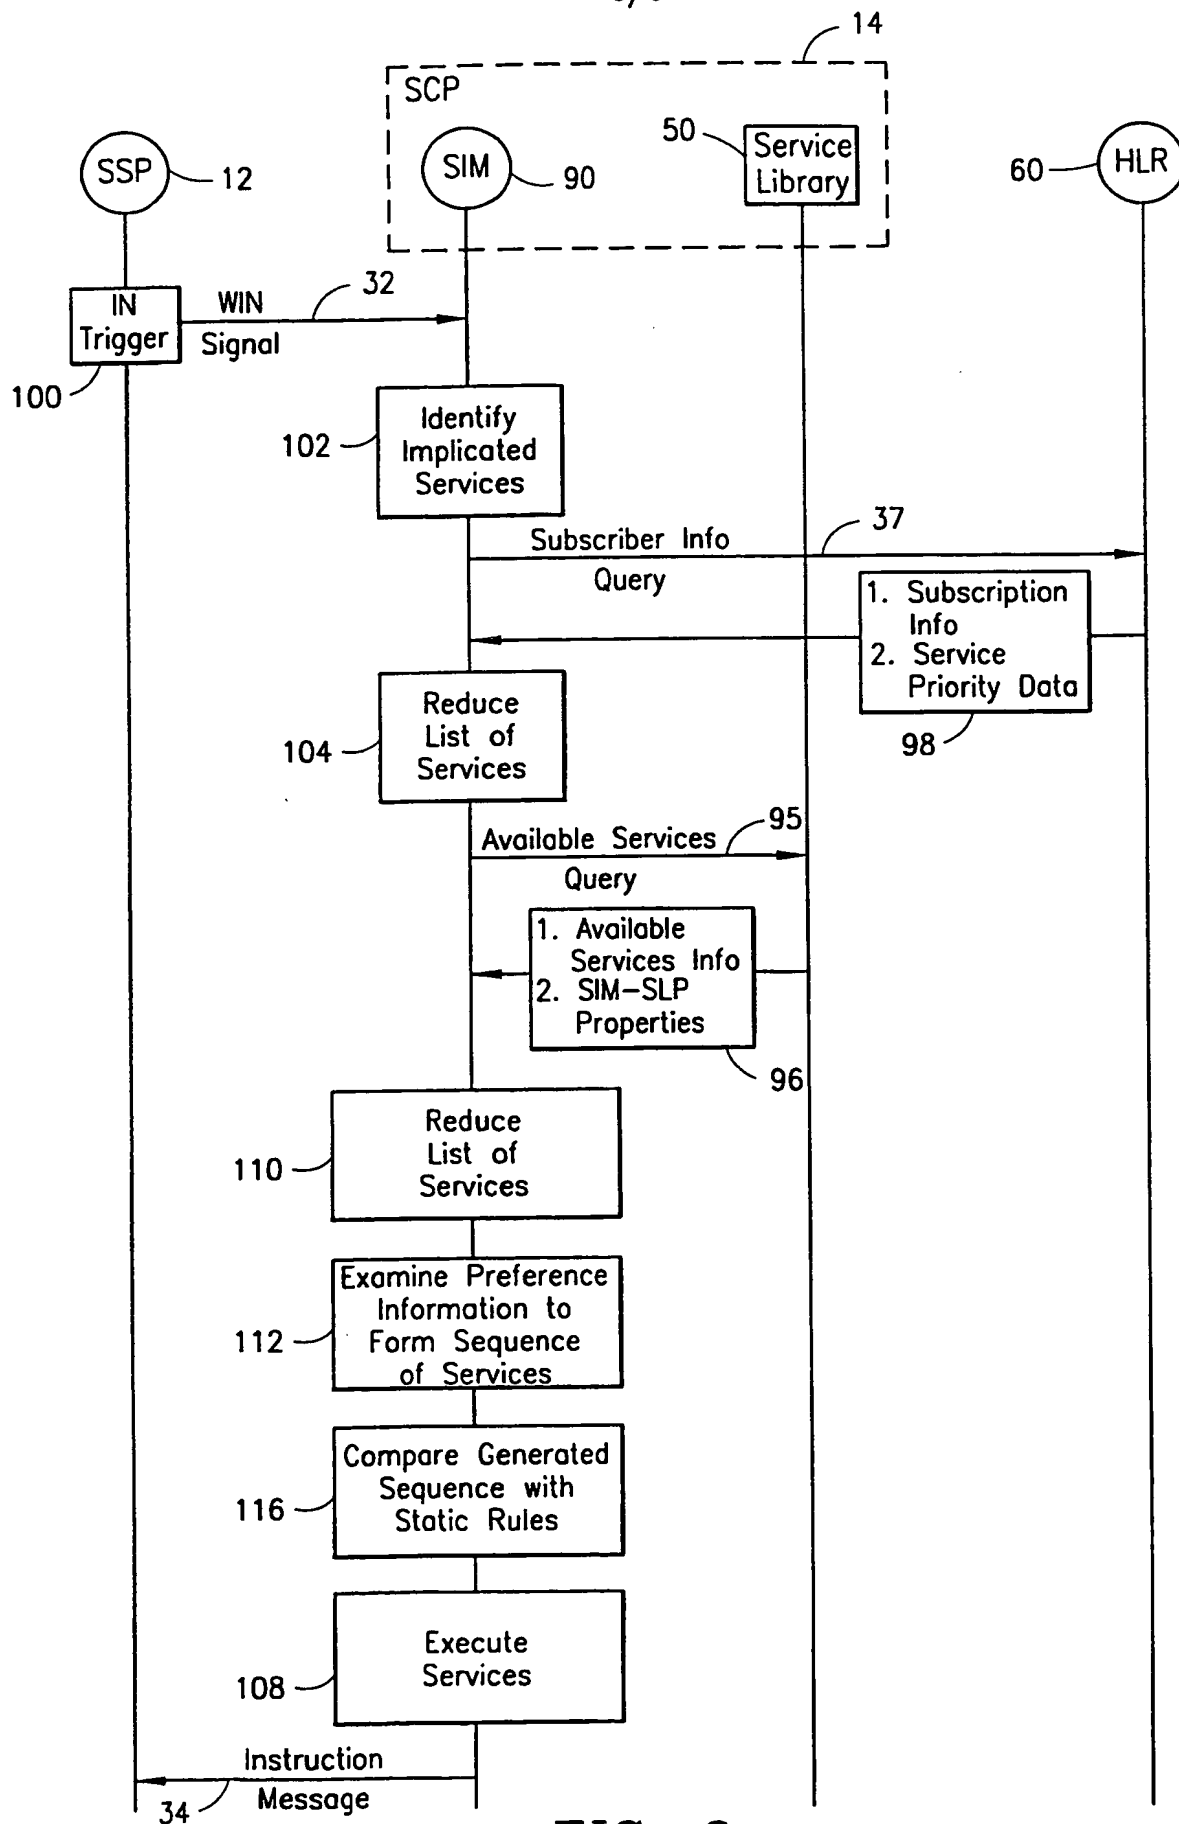 14
SCP
SSP
12
SIM
90
50
Service
Library
60
HLR
IN
Trigger
100
WIN
Signal
32
102
Identify
Implicated
Services
Subscriber Info
Query
37
1. Subscription
Info
2. Service
Priority Data
98
104
Reduce
List of
Services
Available Services
Query
95
1. Available
Services Info
2. SIM-SLP
Properties
96
110
Reduce
List of
Services
112
Examine Preference
Information to
Form Sequence
of Services
116
Compare Generated
Sequence with
Static Rules
108
Execute
Services
Instruction
Message
34